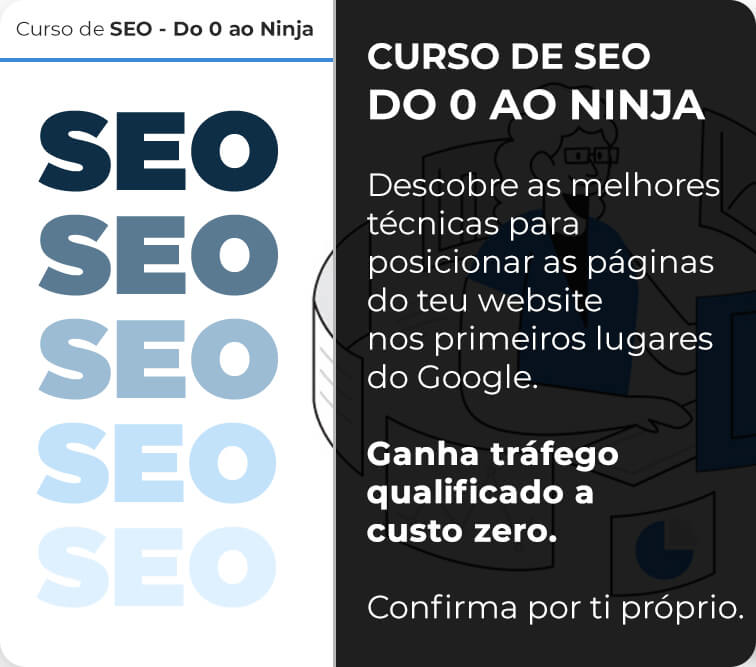 Curso de SEO - Do 0 ao Ninja
SEO
SEO
SEO
SEO
SEO
CURSO DE SEO
DO 0 AO NINJA
Descobre as melhores
técnicas para
posicionar as páginas
do teu website
nos primeiros lugares
do Google.
Ganha tráfego
qualificado a
custo zero.
Confirma por ti próprio.